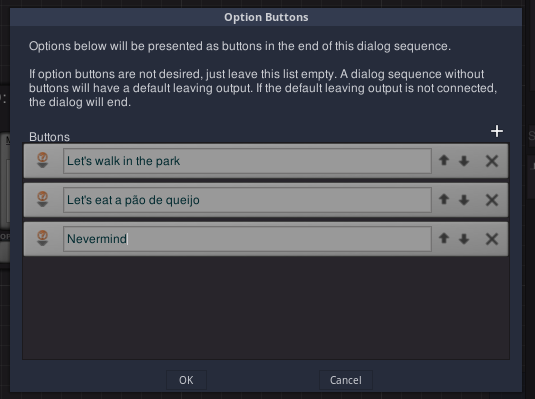 Option Buttons
Options below will be presented as buttons in the end of this dialog sequence.
If option buttons are not desired, just leave this list empty. A dialog sequence without
buttons will have a default leaving output. If the default leaving output is not connected,
the dialog will end.
Buttons
Let's walk in the park
Let's eat a pão de queijo
Nevermind
OK
Cancel